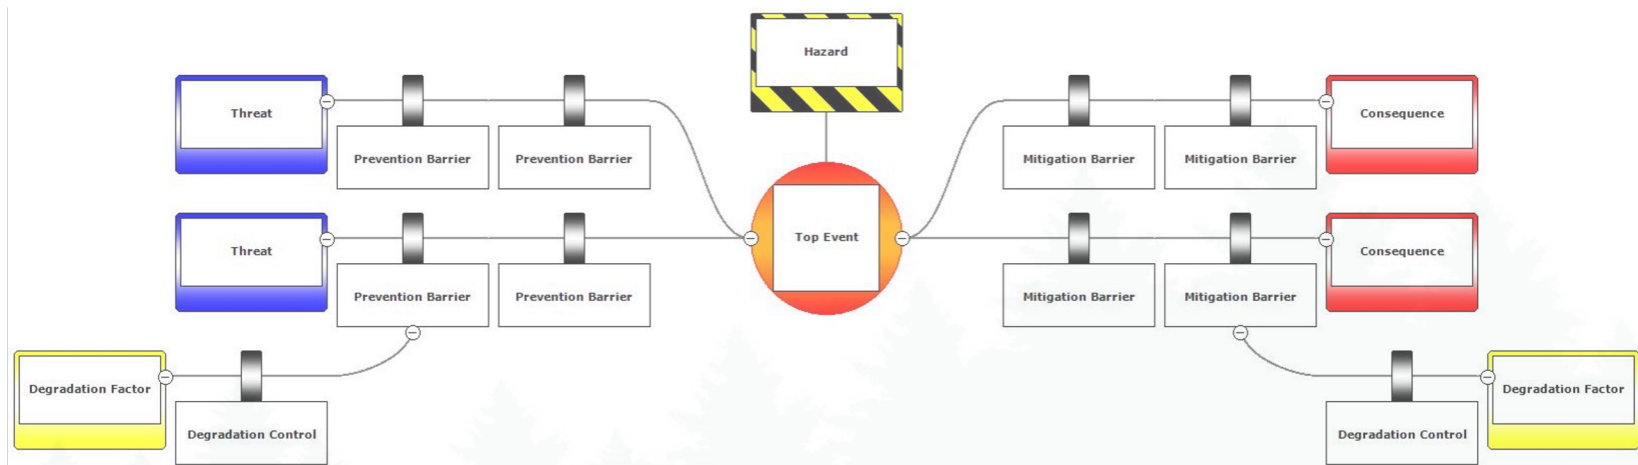 Hazard
Threat
Prevention Barrier
Prevention Barrier
Mitigation Barrier
Mitigation Barrier
Consequence
Top Event
Threat
Prevention Barrier
Prevention Barrier
Mitigation Barrier
Mitigation Barrier
Consequence
Degradation Factor
Degradation Control
Degradation Factor
Degradation Control